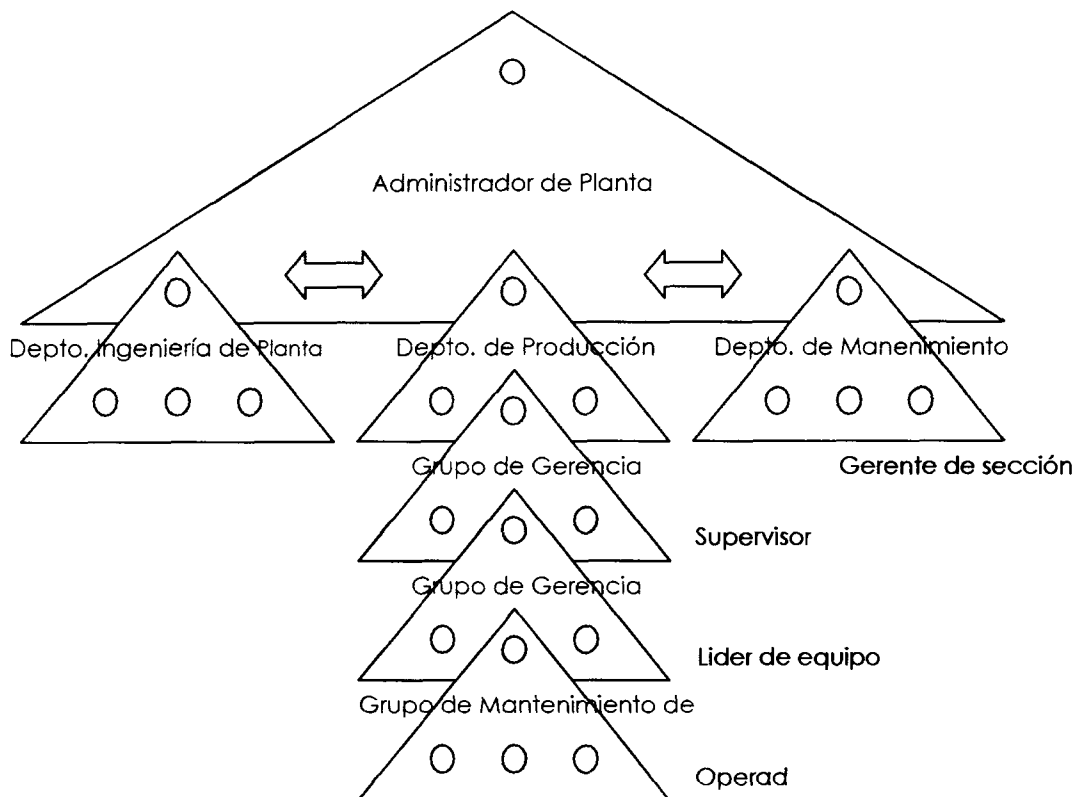 Administrador de Planta
Depto. Ingeniería de Planta
Depto. de Producción
Depto. de Manenimiento
Grupo de Gerencia
Gerente de sección
Supervisor
Grupo de Gerencia
Lider de equipo
Grupo de Mantenimiento de
Operad